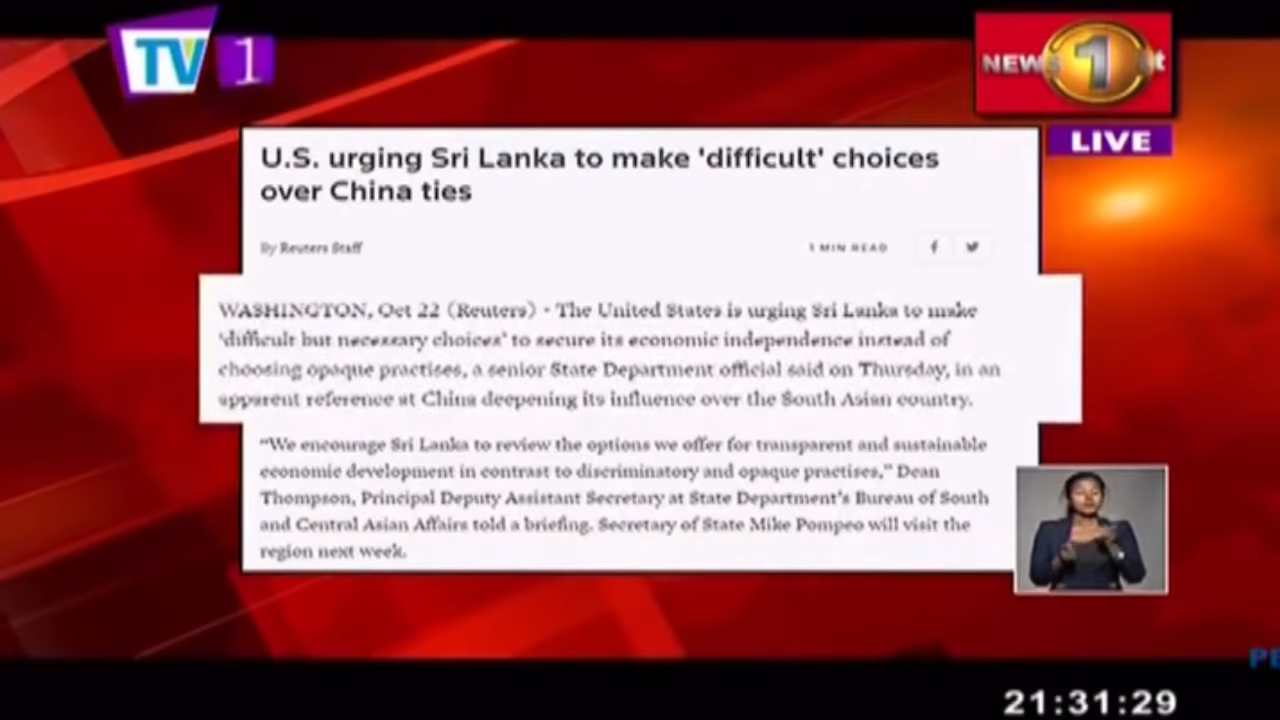 TV 1
NEWS 1st
LIVE
U.S. urging Sri Lanka to make 'difficult' choices
over China ties
By Reuters Staff
1 MIN READ
WASHINGTON, Oct 22 (Reuters) - The United States is urging Sri Lanka to make
'difficult but necessary choices' to secure its economic independence instead of
choosing opaque practises, a senior State Department official said on Thursday, in an
apparent reference at China deepening its influence over the South Asian country.
“We encourage Sri Lanka to review the options we offer for transparent and sustainable
economic development in contrast to discriminatory and opaque practises,” Dean
Thompson, Principal Deputy Assistant Secretary at State Department's Bureau of South
and Central Asian Affairs told a briefing. Secretary of State Mike Pompeo will visit the
region next week.
PE
21:31:29